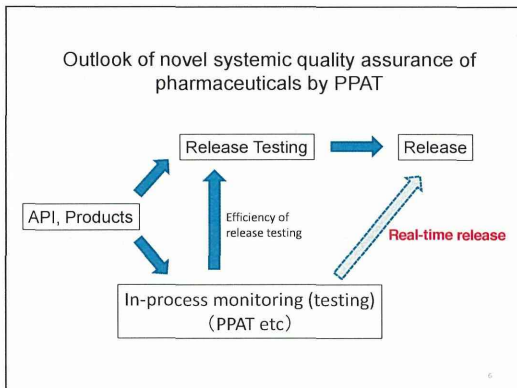 Outlook of novel systemic quality assurance of
pharmaceuticals by PPAT
Release Testing
Release
API, Products
Efficiency of
release testing
Real-time release
In-process monitoring (testing)
（PPAT etc）
6